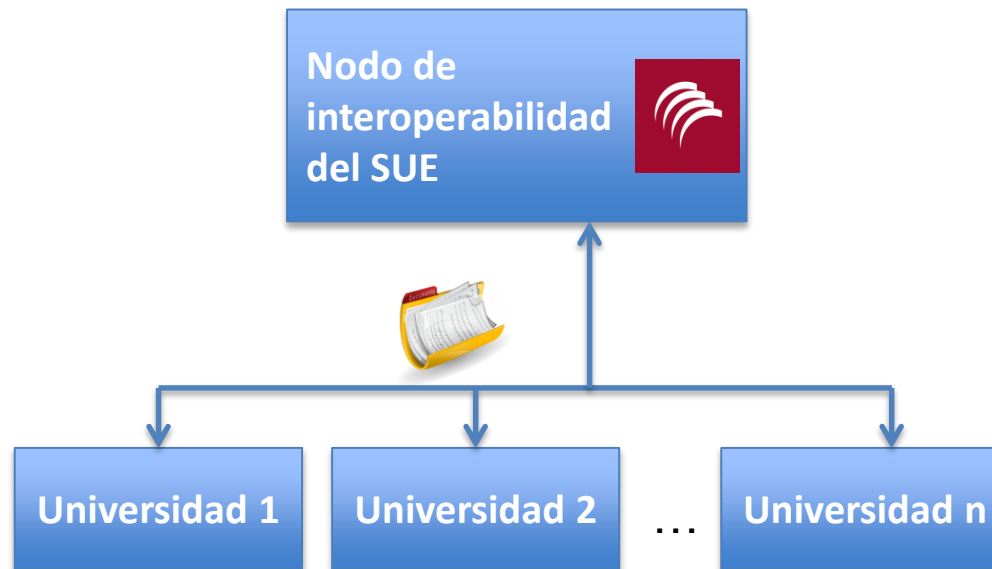 Nodo de
interoperabilidad
del SUE
Universidad 1
Universidad 2
...
Universidad n